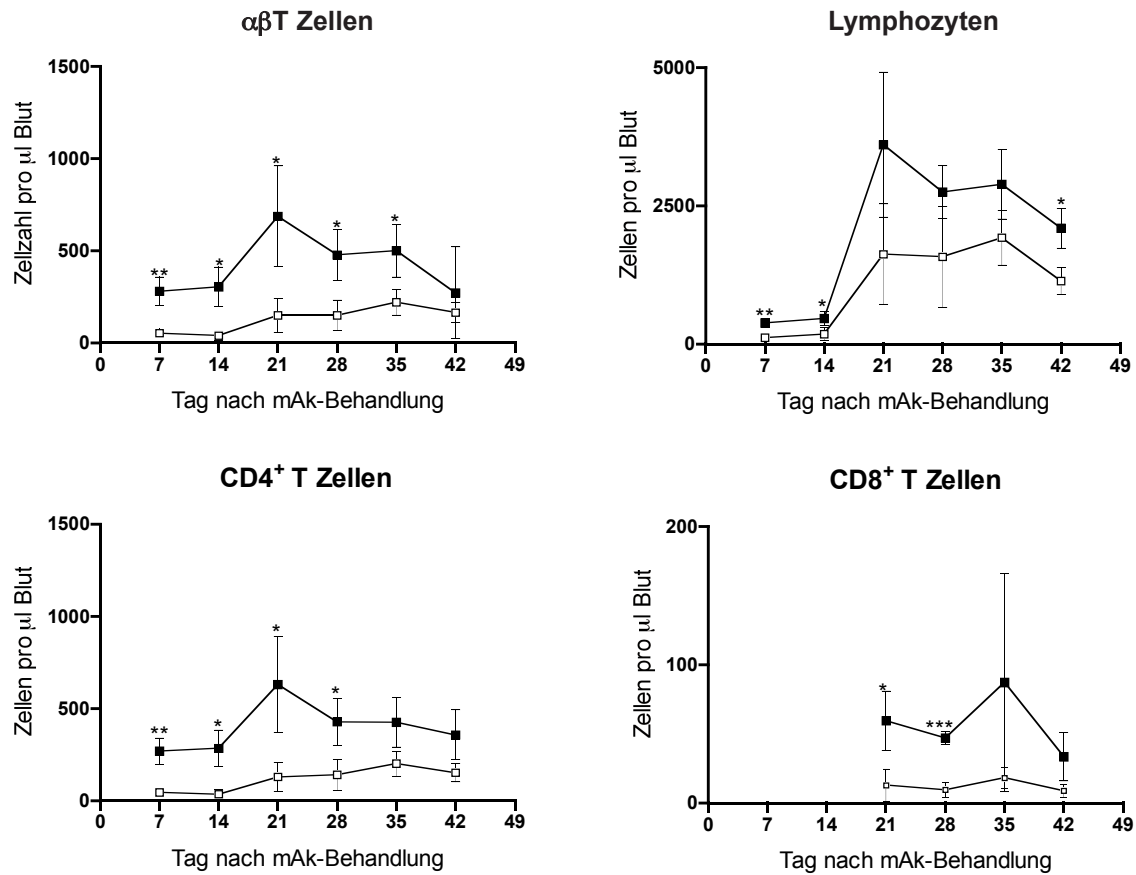 αβT Zellen
1500
1000
500
0
Zellzahl pro µl Blut
**
*
*
*
*
0 7 14 21 28 35 42 49
Tag nach mAk-Behandlung
Lymphozyten
5000
2500
0
Zellen pro µl Blut
**
*
*
0 7 14 21 28 35 42 49
Tag nach mAk-Behandlung
CD4⁺ T Zellen
1500
1000
500
0
Zellen pro µl Blut
**
*
*
*
0 7 14 21 28 35 42 49
Tag nach mAk-Behandlung
CD8⁺ T Zellen
200
100
0
Zellen pro µl Blut
*
***
0 7 14 21 28 35 42 49
Tag nach mAk-Behandlung